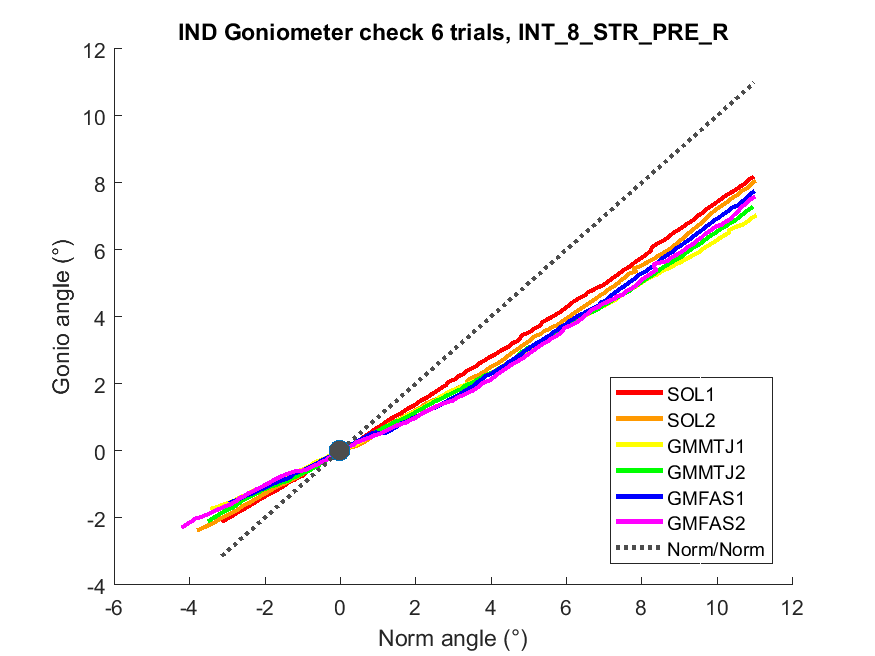 IND Goniometer check 6 trials, INT_8_STR_PRE_R
12
10
8
6
4
2
0
-2
-4
Gonio angle (°)
-6
-4
-2
0
2
4
6
8
10
12
Norm angle (°)
SOL1
SOL2
GMMTJ1
GMMTJ2
GMFAS1
GMFAS2
Norm/Norm